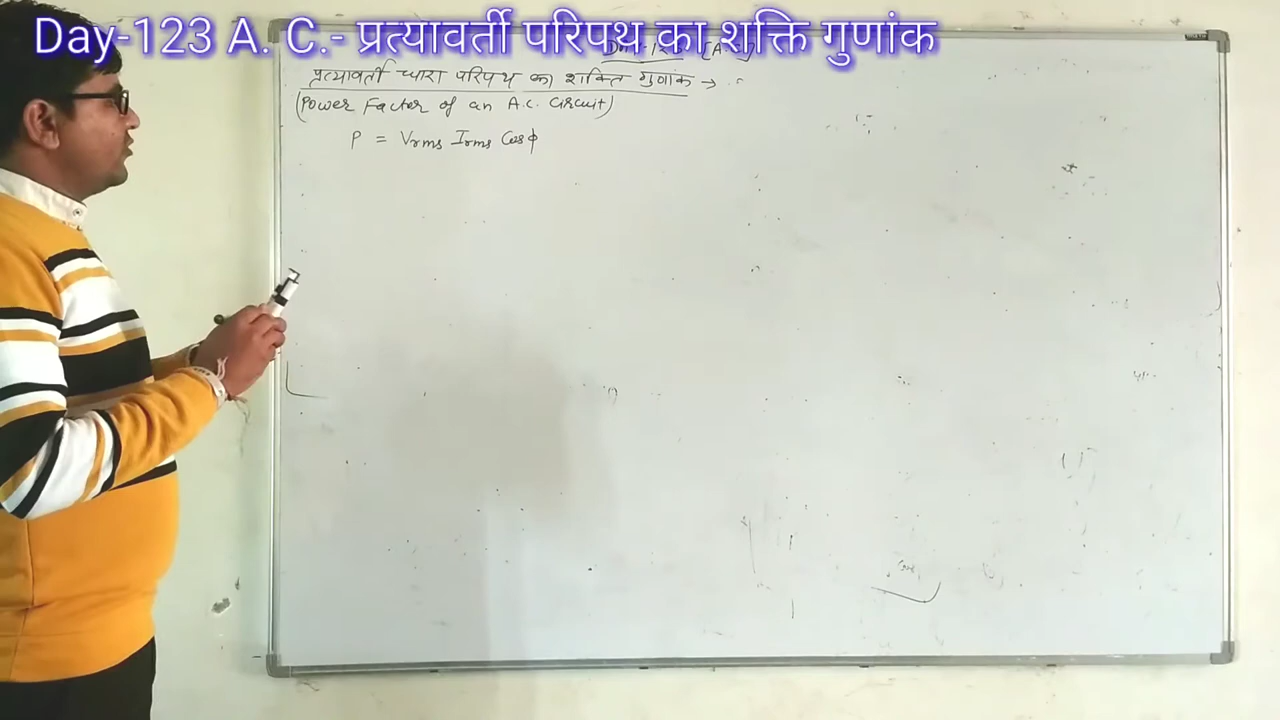 Day-123 A. C.- प्रत्यावर्ती परिपथ का शक्ति गुणांक
प्रत्यावर्ती धारा परिपथ का शक्ति गुणांक →
(Power Factor of an A.C. Circuit)
P = Vrms Irms Cosϕ